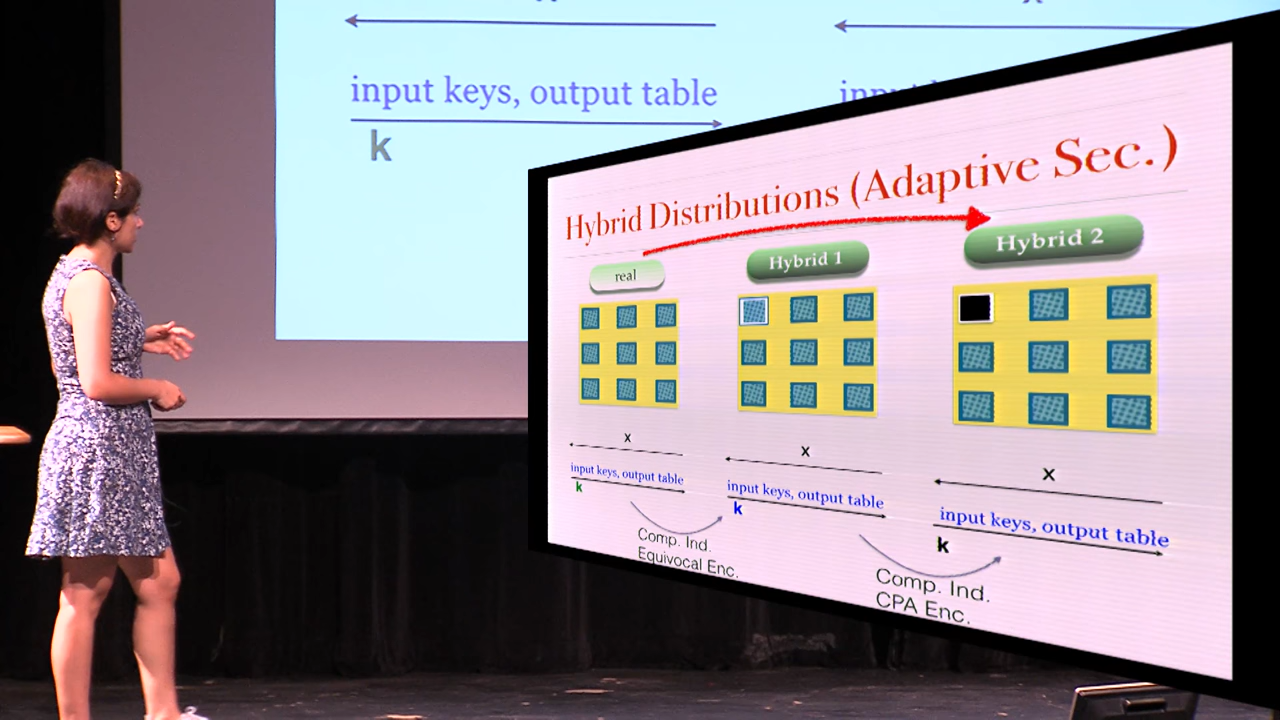 input keys, output table
k
Hybrid Distributions (Adaptive Sec.)
real
Hybrid 1
Hybrid 2
x
x
x
input keys, output table
k
input keys, output table
k
input keys, output table
k
Comp. Ind.
Equivocal Enc.
Comp. Ind.
CPA Enc.